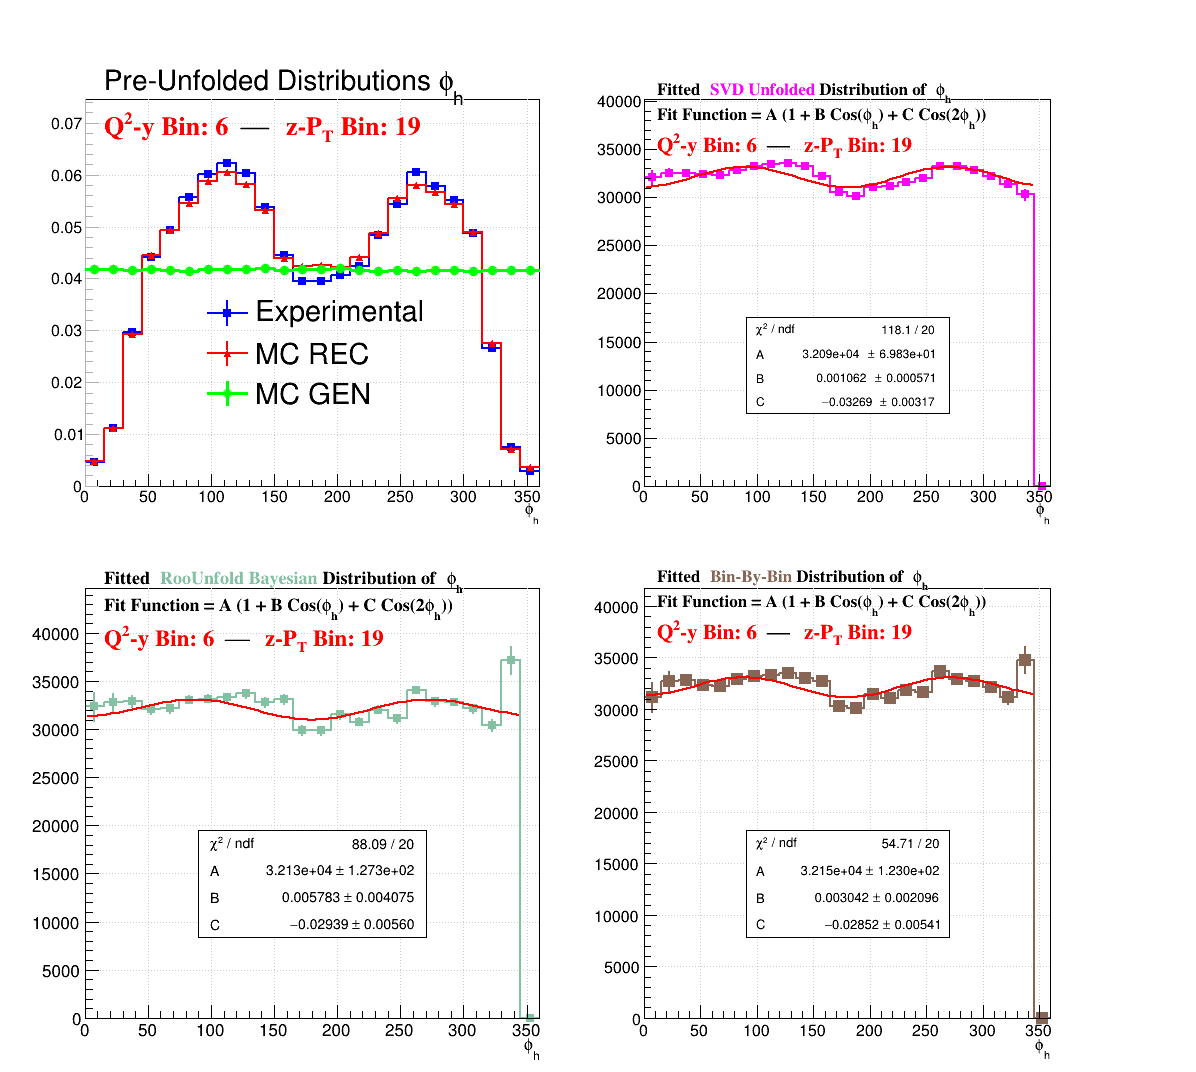 Pre-Unfolded Distributions ϕh
Q²-y Bin: 6 — z-PT Bin: 19
0.07
0.06
0.05
0.04
0.03
0.02
0.01
0
Experimental
MC REC
MC GEN
0 50 100 150 200 250 300 350
ϕh
Fitted SVD Unfolded Distribution of ϕh
Fit Function = A (1 + B Cos(ϕh) + C Cos(2ϕh))
Q²-y Bin: 6 — z-PT Bin: 19
40000
35000
30000
25000
20000
15000
10000
5000
0
χ² / ndf 118.1 / 20
A 3.209e+04 ± 6.983e+01
B 0.001062 ± 0.000571
C −0.03269 ± 0.00317
0 50 100 150 200 250 300 350
ϕh
Fitted RooUnfold Bayesian Distribution of ϕh
Fit Function = A (1 + B Cos(ϕh) + C Cos(2ϕh))
Q²-y Bin: 6 — z-PT Bin: 19
40000
35000
30000
25000
20000
15000
10000
5000
0
χ² / ndf 88.09 / 20
A 3.213e+04 ± 1.273e+02
B 0.005783 ± 0.004075
C −0.02939 ± 0.00560
0 50 100 150 200 250 300 350
ϕh
Fitted Bin-By-Bin Distribution of ϕh
Fit Function = A (1 + B Cos(ϕh) + C Cos(2ϕh))
Q²-y Bin: 6 — z-PT Bin: 19
40000
35000
30000
25000
20000
15000
10000
5000
0
χ² / ndf 54.71 / 20
A 3.215e+04 ± 1.230e+02
B 0.003042 ± 0.002096
C −0.02852 ± 0.00541
0 50 100 150 200 250 300 350
ϕh